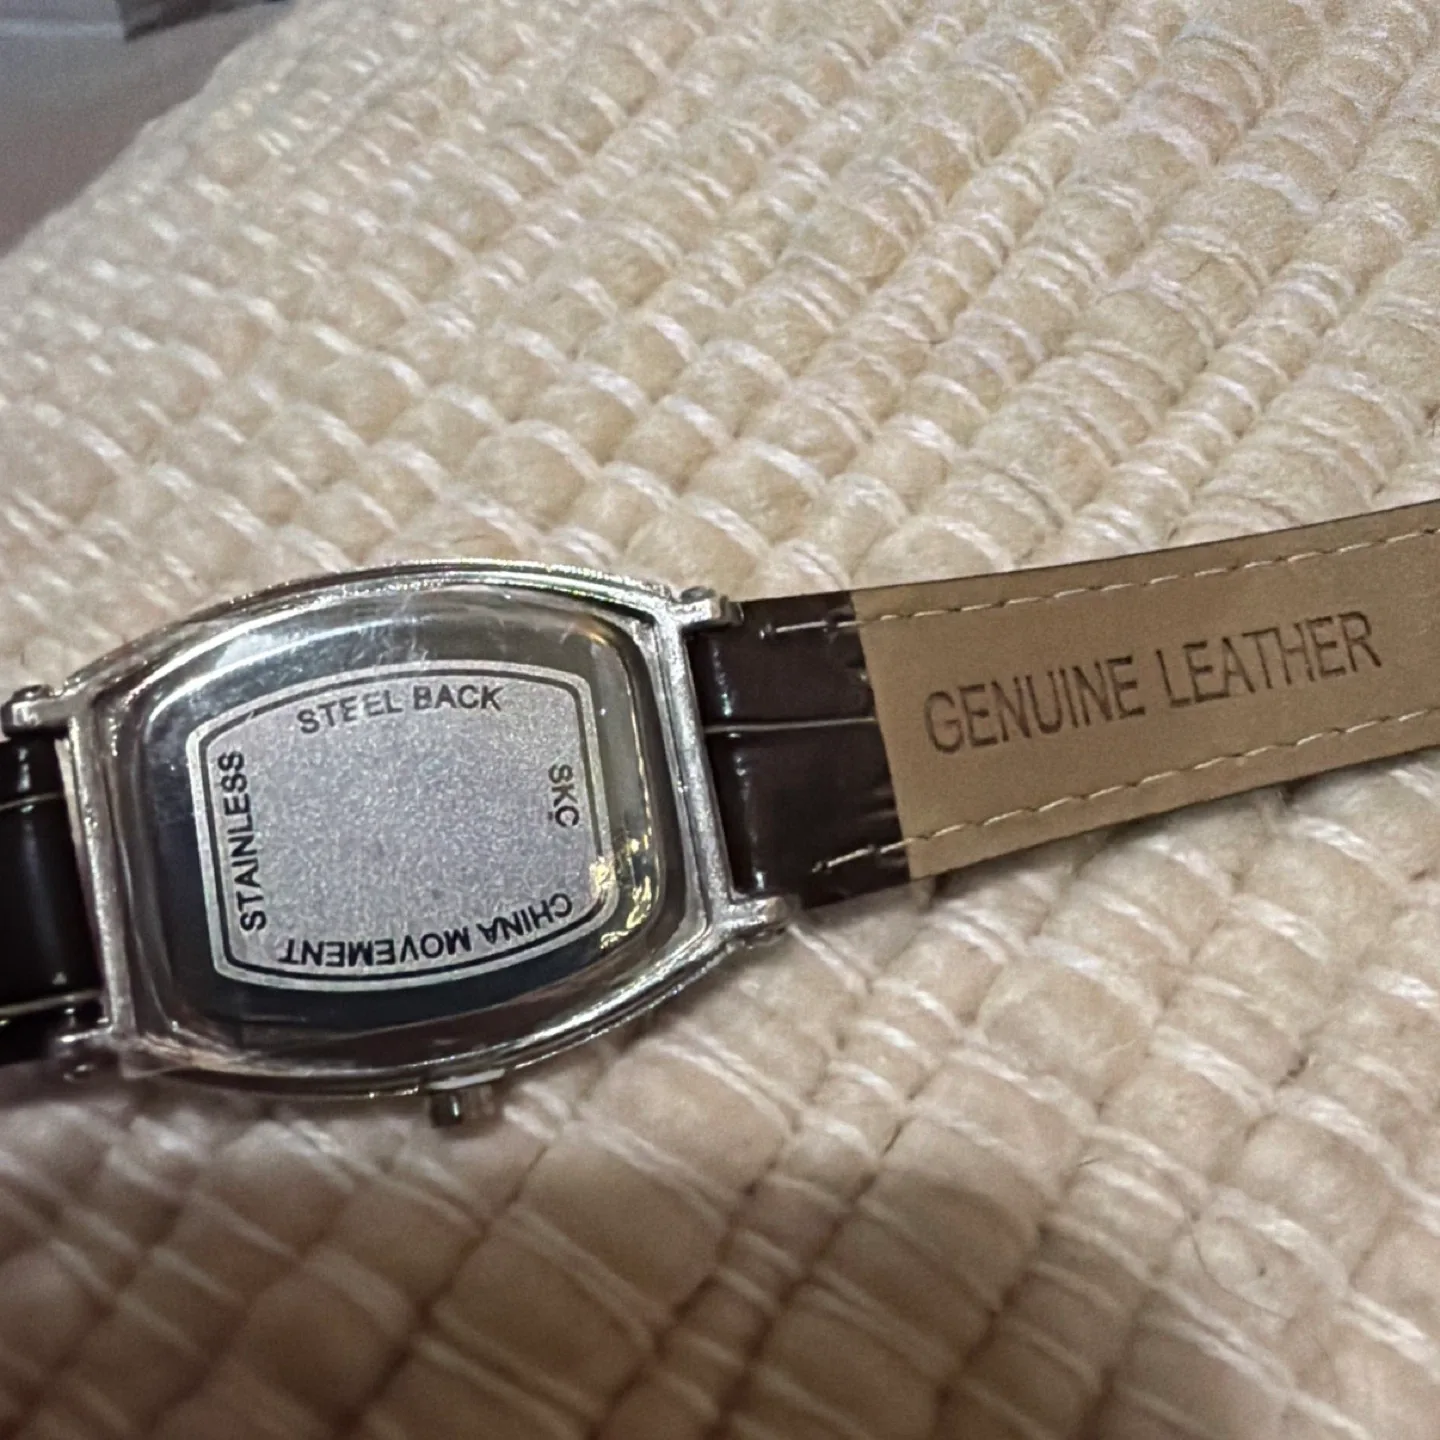 STAINLESS
STEEL BACK
SKC
CHINA MOVEMENT
GENUINE LEATHER